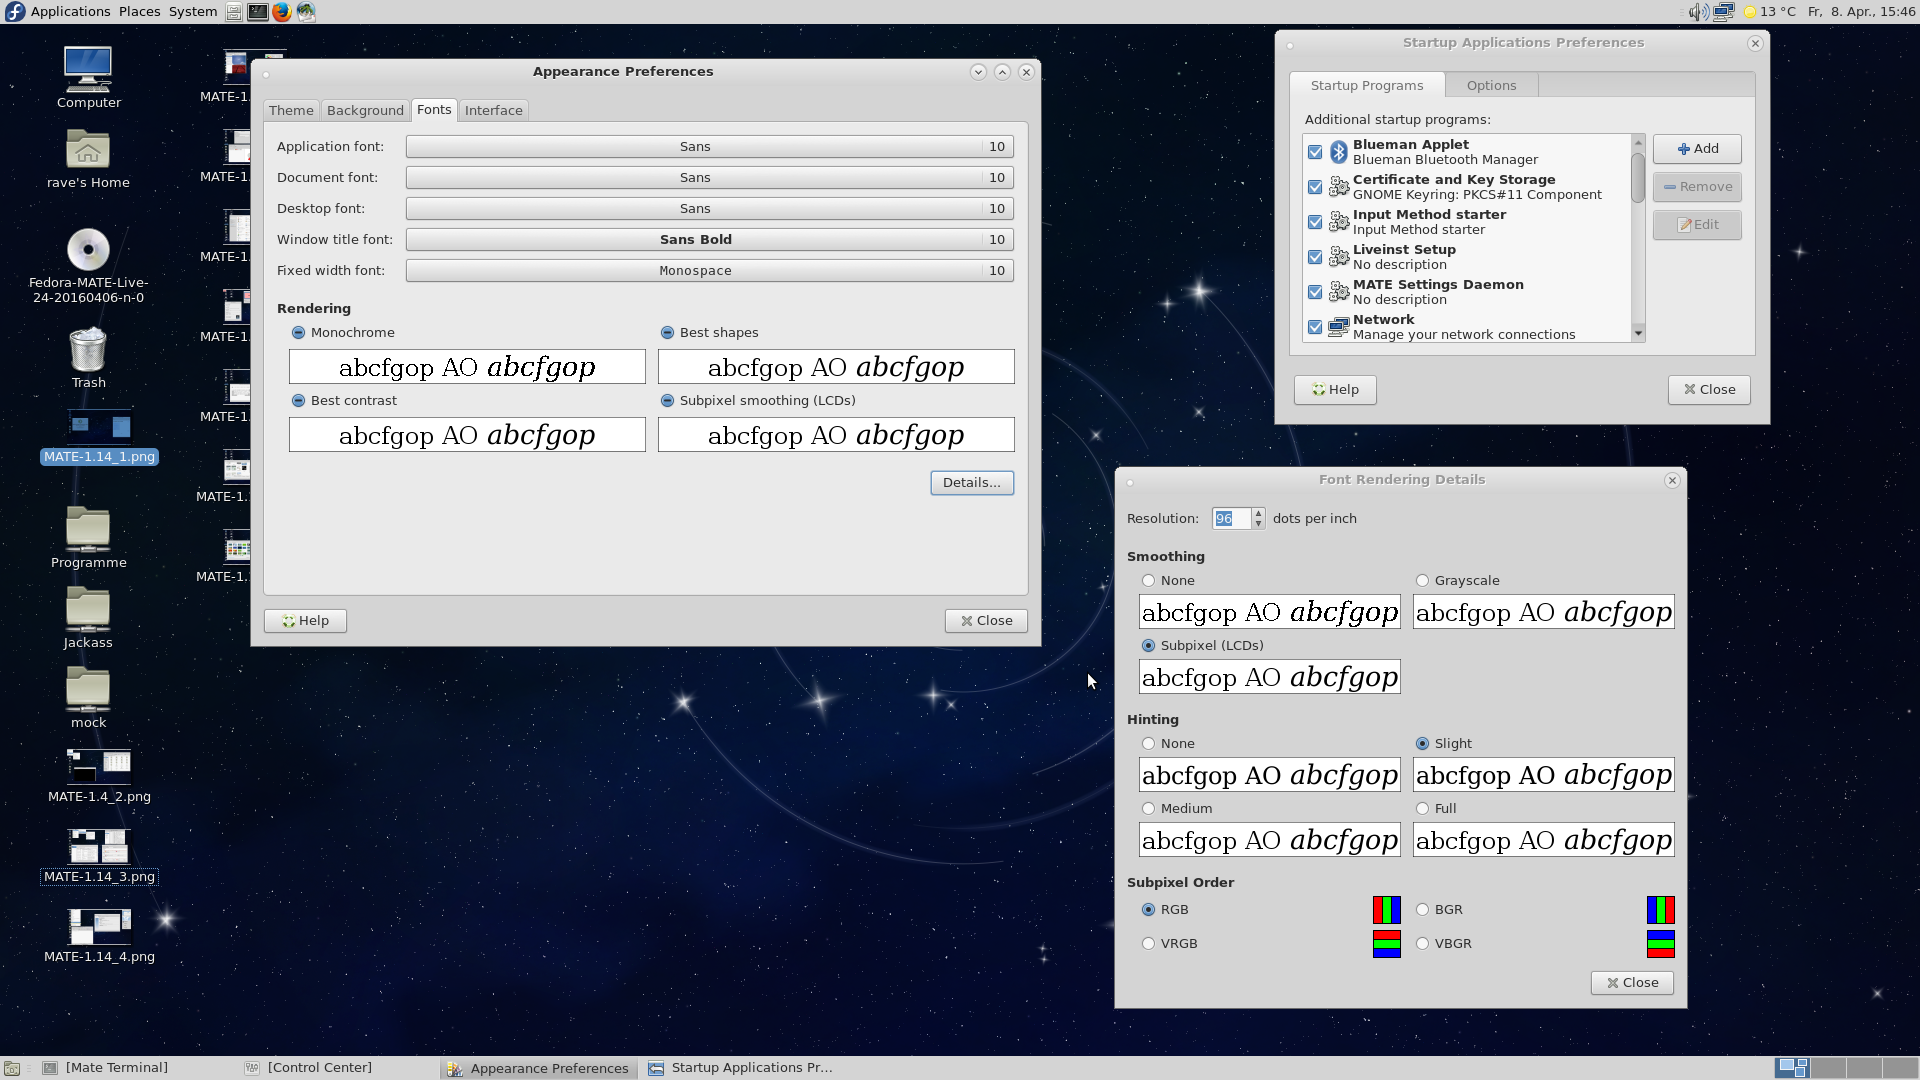 Applications Places System
13 °C Fr, 8. Apr., 15:46
Computer
rave's Home
Fedora-MATE-Live-
24-20160406-n-0
Trash
MATE-1.14_1.png
Programme
Jackass
mock
MATE-1.4_2.png
MATE-1.14_3.png
MATE-1.14_4.png
MATE-1.
MATE-1.
MATE-1.
MATE-1.
MATE-1.
MATE-1.
MATE-1.
Appearance Preferences
Theme Background Fonts Interface
Application font: Sans 10
Document font: Sans 10
Desktop font: Sans 10
Window title font: Sans Bold 10
Fixed width font: Monospace 10
Rendering
Monochrome Best shapes
abcfgop AO abcfgop abcfgop AO abcfgop
Best contrast Subpixel smoothing (LCDs)
abcfgop AO abcfgop abcfgop AO abcfgop
Details...
Help Close
Startup Applications Preferences
Startup Programs Options
Additional startup programs:
Blueman Applet
Blueman Bluetooth Manager
Certificate and Key Storage
GNOME Keyring: PKCS#11 Component
Input Method starter
Input Method starter
Liveinst Setup
No description
MATE Settings Daemon
No description
Network
Manage your network connections
Add
Remove
Edit
Help Close
Font Rendering Details
Resolution: 96 dots per inch
Smoothing
None Grayscale
abcfgop AO abcfgop abcfgop AO abcfgop
Subpixel (LCDs)
abcfgop AO abcfgop
Hinting
None Slight
abcfgop AO abcfgop abcfgop AO abcfgop
Medium Full
abcfgop AO abcfgop abcfgop AO abcfgop
Subpixel Order
RGB BGR
VRGB VBGR
Close
[Mate Terminal] [Control Center] Appearance Preferences Startup Applications Pr...